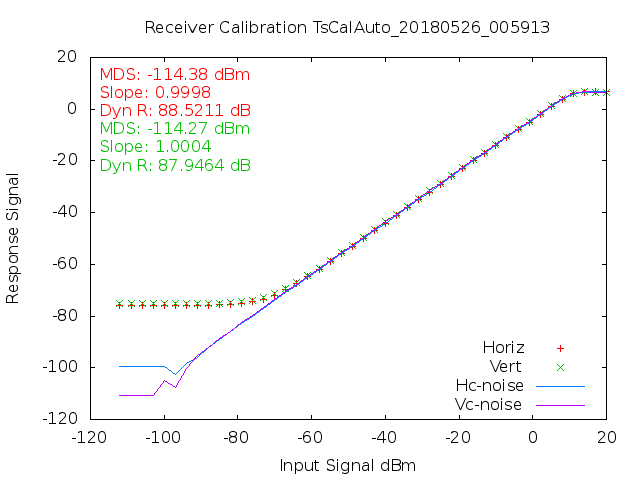 Receiver Calibration TsCalAuto_20180526_005913
MDS: -114.38 dBm
Slope: 0.9998
Dyn R: 88.5211 dB
MDS: -114.27 dBm
Slope: 1.0004
Dyn R: 87.9464 dB
20
0
-20
-40
-60
-80
-100
-120
Response Signal
Horiz
Vert
Hc-noise
Vc-noise
-120 -100 -80 -60 -40 -20 0 20
Input Signal dBm